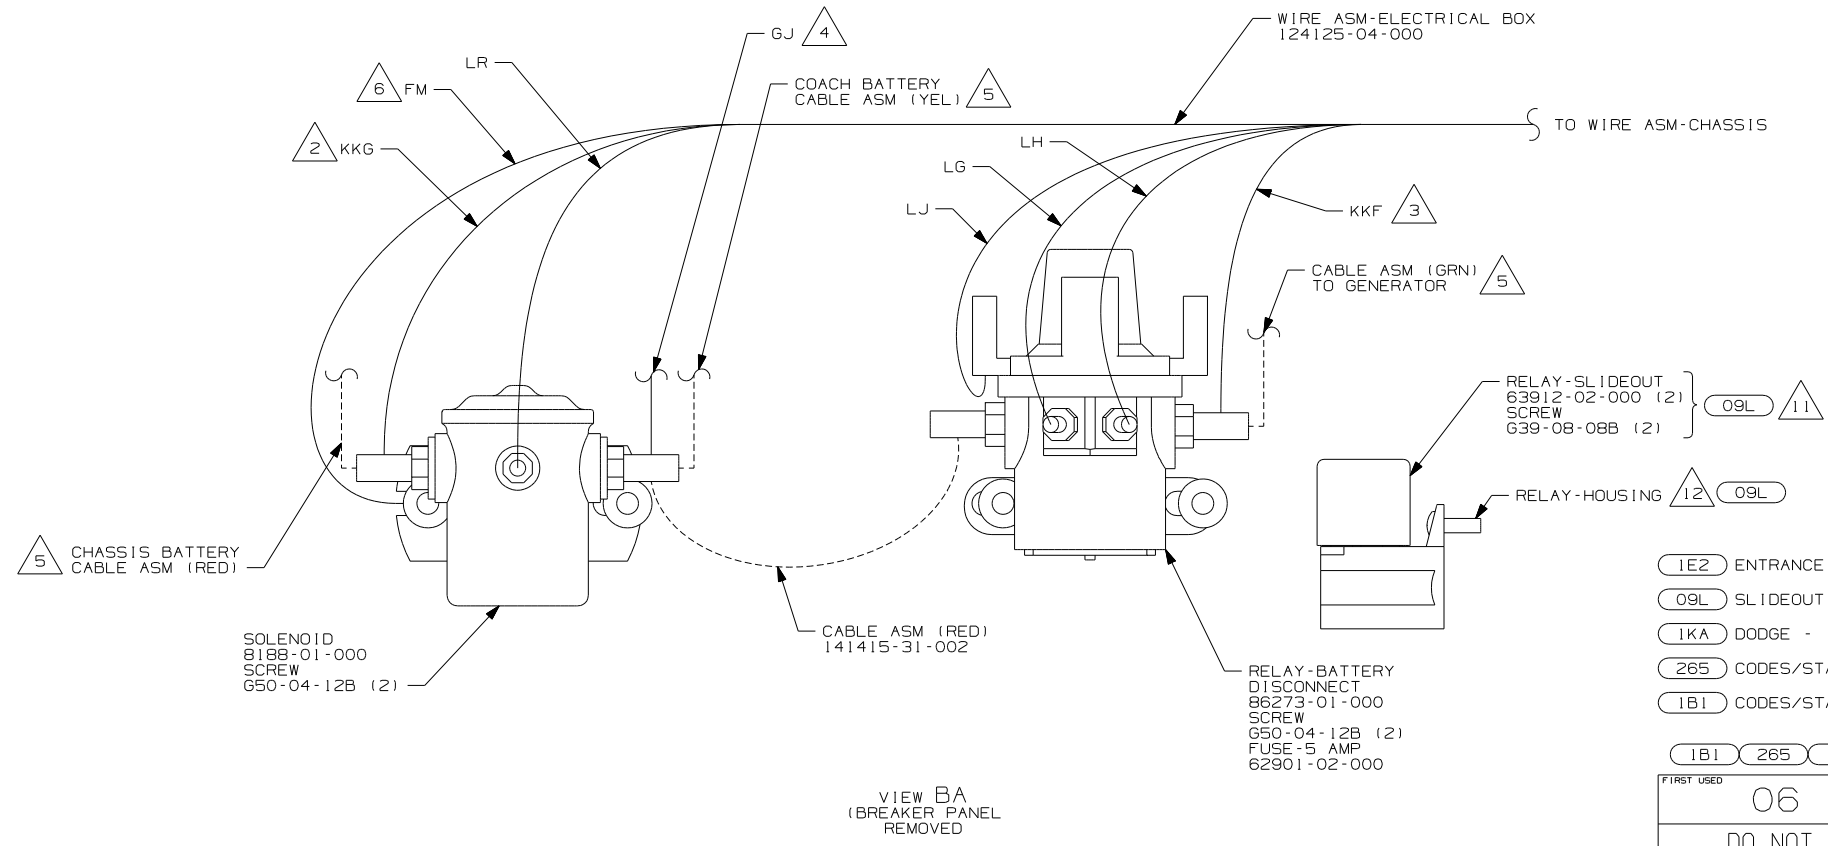 WIRE ASM-ELECTRICAL BOX
124125-04-000
GJ 4
LR
6 FM
COACH BATTERY
CABLE ASM (YEL) 5
TO WIRE ASM-CHASSIS
2 KKG
LH
LG
LJ
KKF 3
CABLE ASM (GRN)
TO GENERATOR 5
RELAY-SLIDEOUT
63912-02-000 (2)
SCREW
G39-08-08B (2)
09L 11
RELAY-HOUSING 12 09L
5 CHASSIS BATTERY
CABLE ASM (RED)
1E2 ENTRANCE
09L SLIDEOUT
1KA DODGE -
265 CODES/STA
1B1 CODES/STA
SOLENOID
8188-01-000
SCREW
G50-04-12B (2)
CABLE ASM (RED)
141415-31-002
RELAY-BATTERY
DISCONNECT
86273-01-000
SCREW
G50-04-12B (2)
FUSE-5 AMP
62901-02-000
1B1 265
FIRST USED
06
DO NOT
VIEW BA
(BREAKER PANEL
REMOVED